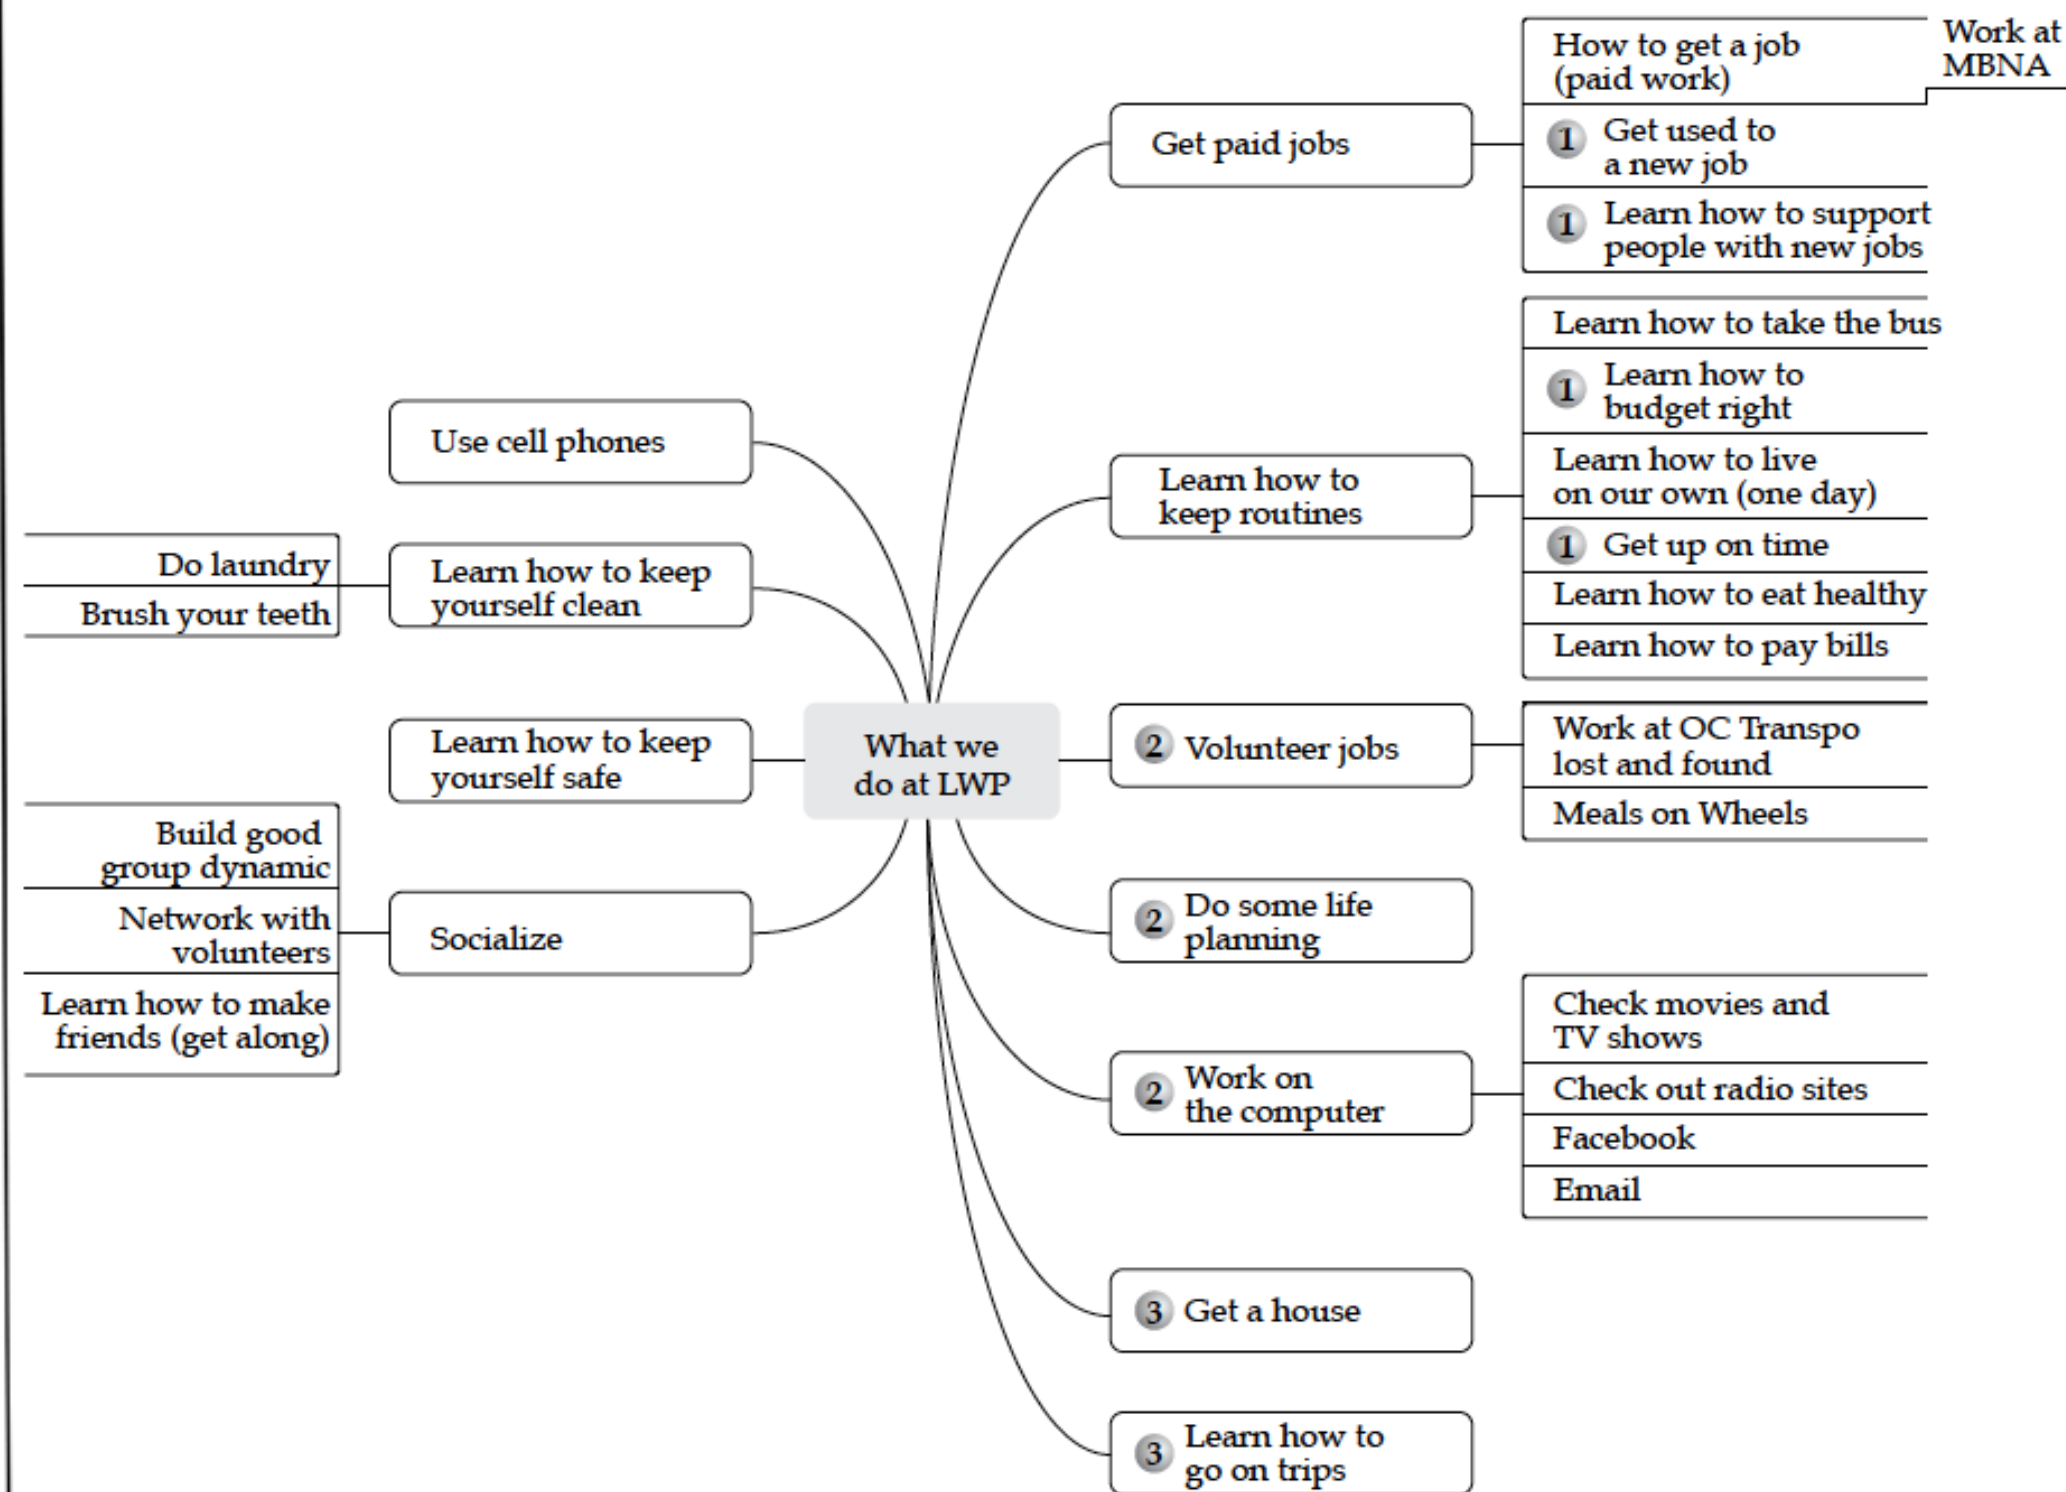 How to get a job
(paid work)
Work at
MBNA
Get paid jobs
1 Get used to
a new job
1 Learn how to support
people with new jobs
Learn how to take the bus
1 Learn how to
budget right
Learn how to
keep routines
Learn how to live
on our own (one day)
1 Get up on time
Learn how to eat healthy
Learn how to pay bills
Use cell phones
Do laundry
Brush your teeth
Learn how to keep
yourself clean
Learn how to keep
yourself safe
What we
do at LWP
2 Volunteer jobs
Work at OC Transpo
lost and found
Meals on Wheels
Build good
group dynamic
Network with
volunteers
Learn how to make
friends (get along)
Socialize
2 Do some life
planning
2 Work on
the computer
Check movies and
TV shows
Check out radio sites
Facebook
Email
3 Get a house
3 Learn how to
go on trips